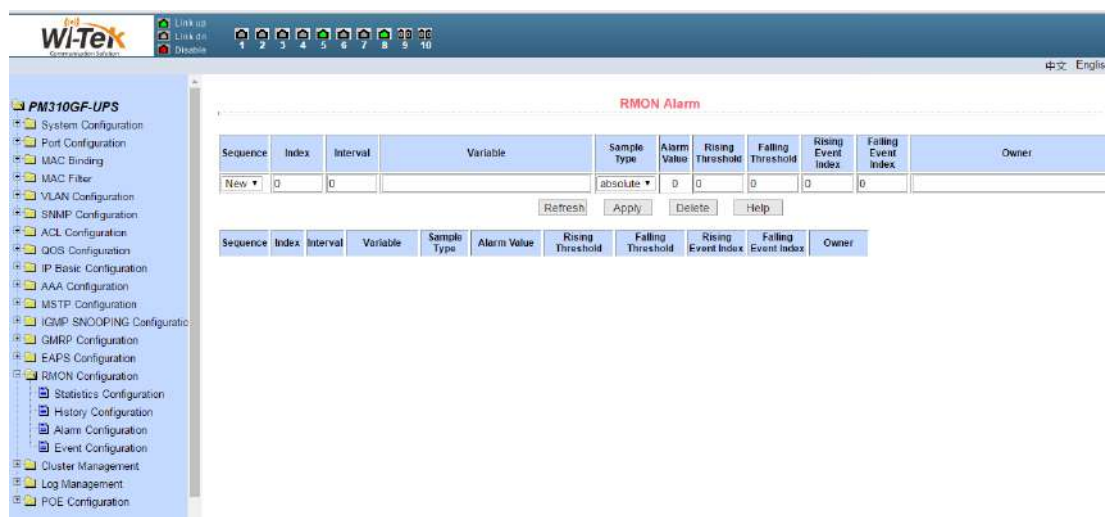 Wi-Tek
Communication Solution
Link up
Link dn
Disable
1 2 3 4 5 6 7 8 9 10
中文 Englis
PM310GF-UPS
System Configuration
Port Configuration
MAC Binding
MAC Filter
VLAN Configuration
SNMP Configuration
ACL Configuration
QOS Configuration
IP Basic Configuration
AAA Configuration
MSTP Configuration
IGMP SNOOPING Configuratio
GMRP Configuration
EAPS Configuration
RMON Configuration
Statistics Configuration
History Configuration
Alarm Configuration
Event Configuration
Cluster Management
Log Management
POE Configuration
RMON Alarm
Sequence Index Interval Variable Sample Type Alarm Value Rising Threshold Falling Threshold Rising Event Index Falling Event Index Owner
New 0 0 absolute 0 0 0 0 0
Refresh Apply Delete Help
Sequence Index Interval Variable Sample Type Alarm Value Rising Threshold Falling Threshold Rising Event Index Falling Event Index Owner